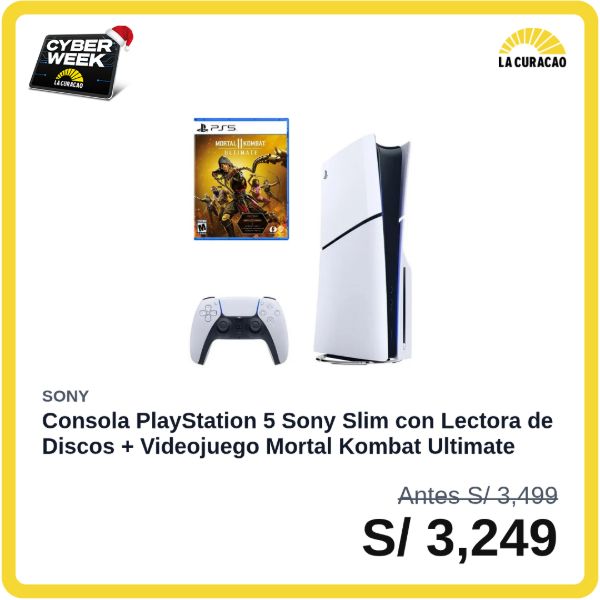 CYBER
WEEK
LA CURACAO
LA CURACAO
PS5
MORTAL KOMBAT 11
ULTIMATE
M
SONY
Consola PlayStation 5 Sony Slim con Lectora de
Discos + Videojuego Mortal Kombat Ultimate
Antes S/ 3,499
S/ 3,249